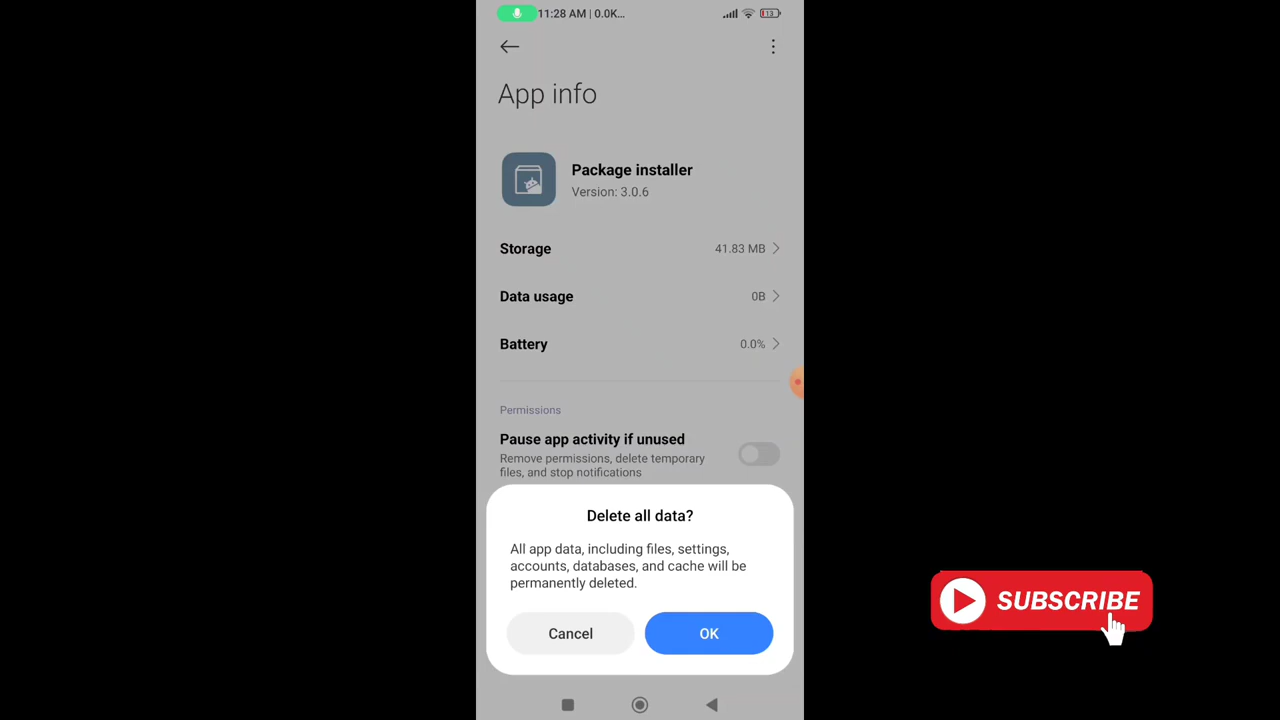 11:28 AM | 0.0K...
13
App info
Package installer
Version: 3.0.6
Storage
41.83 MB
Data usage
0B
Battery
0.0%
Permissions
Pause app activity if unused
Remove permissions, delete temporary
files, and stop notifications
Delete all data?
All app data, including files, settings,
accounts, databases, and cache will be
permanently deleted.
Cancel
OK
SUBSCRIBE